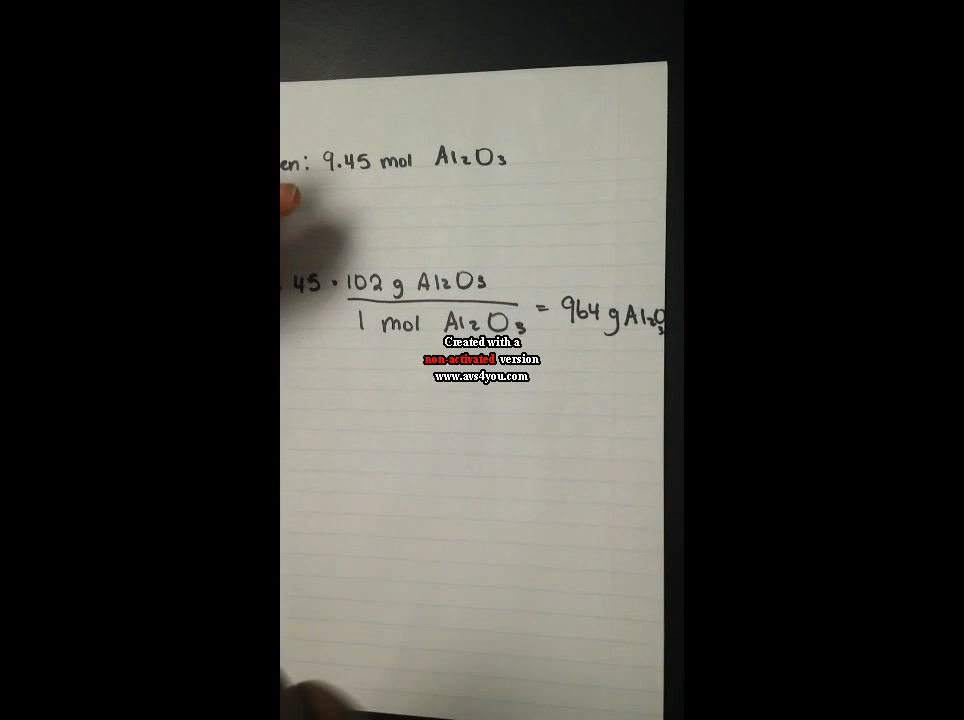 en: 9.45 mol Al2O3
.45 · 102 g Al2O3
1 mol Al2O3
= 964 g Al2O3
Created with a
non-activated version
www.avs4you.com